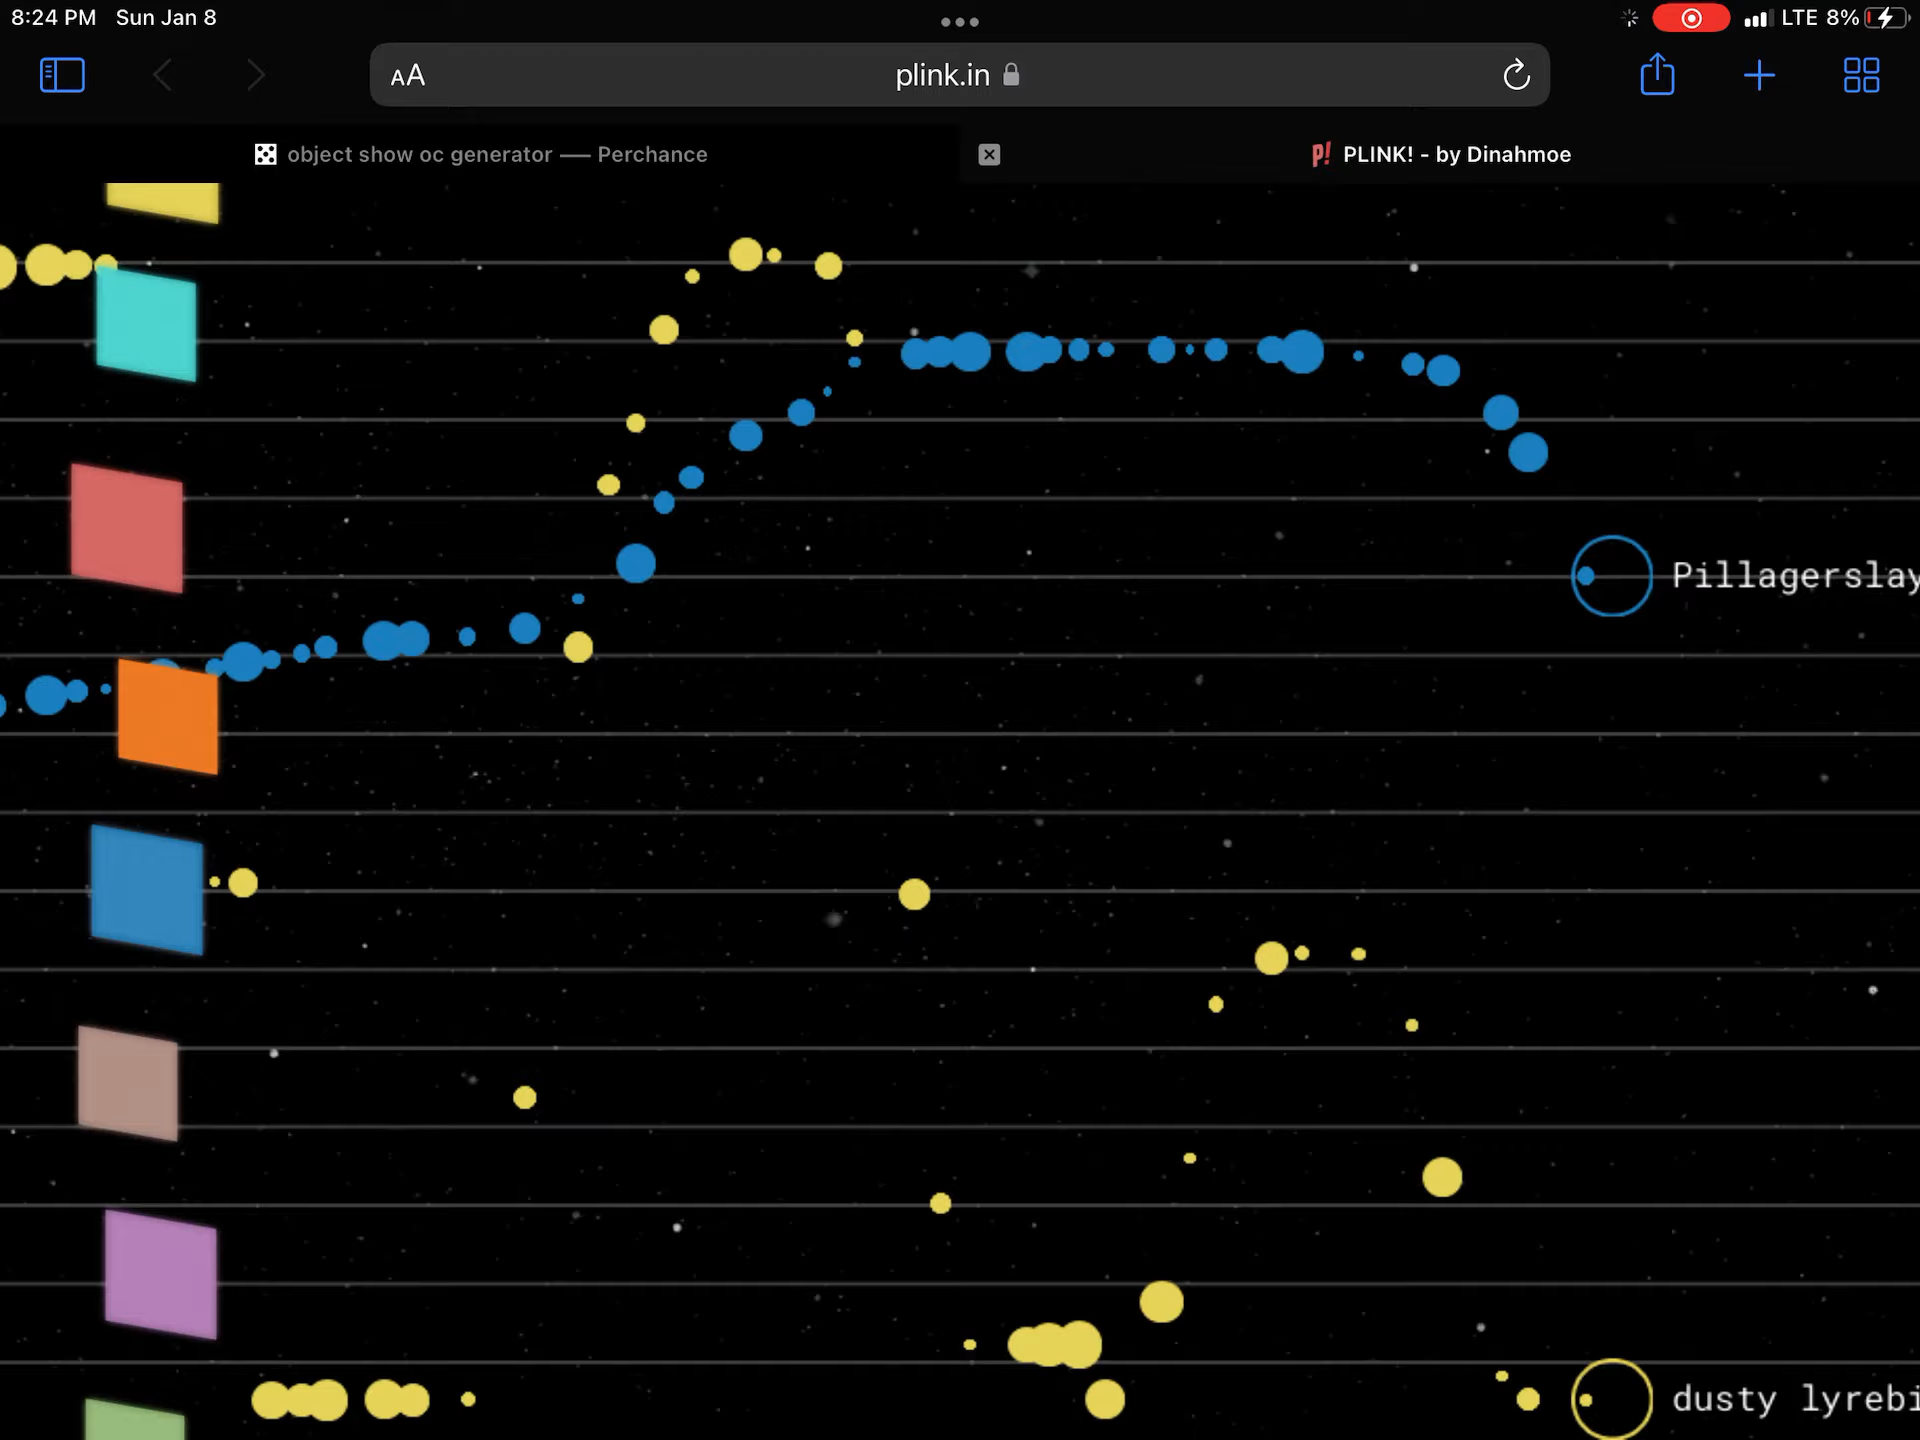 8:24 PM Sun Jan 8
LTE 8%
AA plink.in
object show oc generator — Perchance
p! PLINK! - by Dinahmoe
Pillagerslay
dusty lyrebi